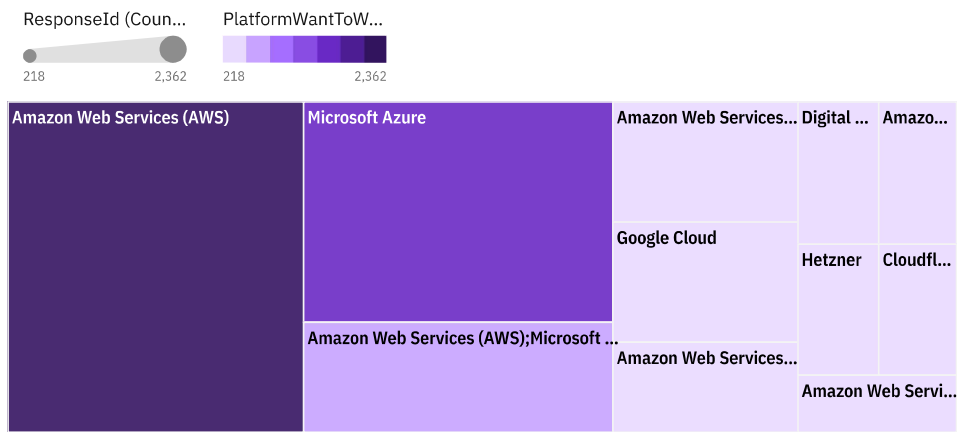 ResponseId (Coun...
PlatformWantToW...
218
2,362
218
2,362
Amazon Web Services (AWS)
Microsoft Azure
Amazon Web Services...
Digital ...
Amazo...
Google Cloud
Hetzner
Cloudfl...
Amazon Web Services (AWS);Microsoft ...
Amazon Web Services...
Amazon Web Servi...